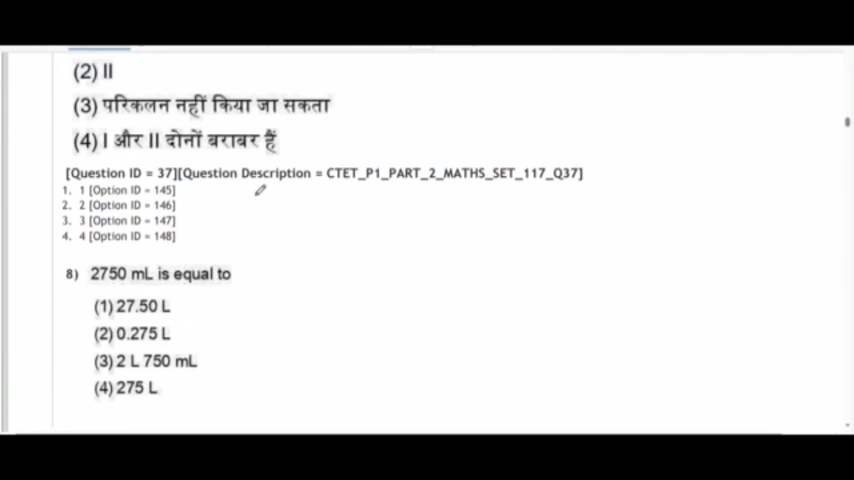 (2) II
(3) परिकलन नहीं किया जा सकता
(4) I और II दोनों बराबर हैं
[Question ID = 37][Question Description = CTET_P1_PART_2_MATHS_SET_117_Q37]
1. 1 [Option ID = 145]
2. 2 [Option ID = 146]
3. 3 [Option ID = 147]
4. 4 [Option ID = 148]
8) 2750 mL is equal to
(1) 27.50 L
(2) 0.275 L
(3) 2 L 750 mL
(4) 275 L